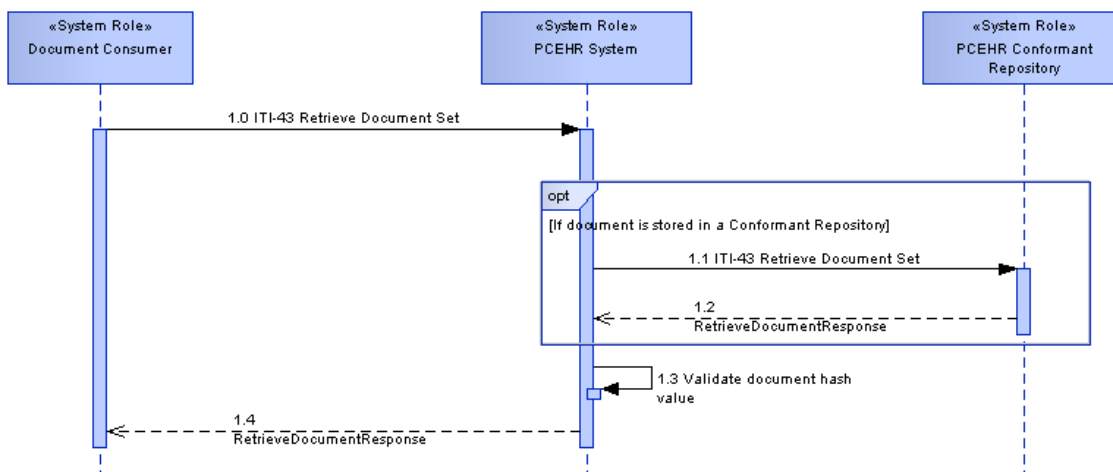 «System Role»
Document Consumer
«System Role»
PCEHR System
«System Role»
PCEHR Conformant
Repository
1.0 ITI-43 Retrieve Document Set
opt
[If document is stored in a Conformant Repository]
1.1 ITI-43 Retrieve Document Set
1.2
RetrieveDocumentResponse
1.3 Validate document hash
value
1.4
RetrieveDocumentResponse